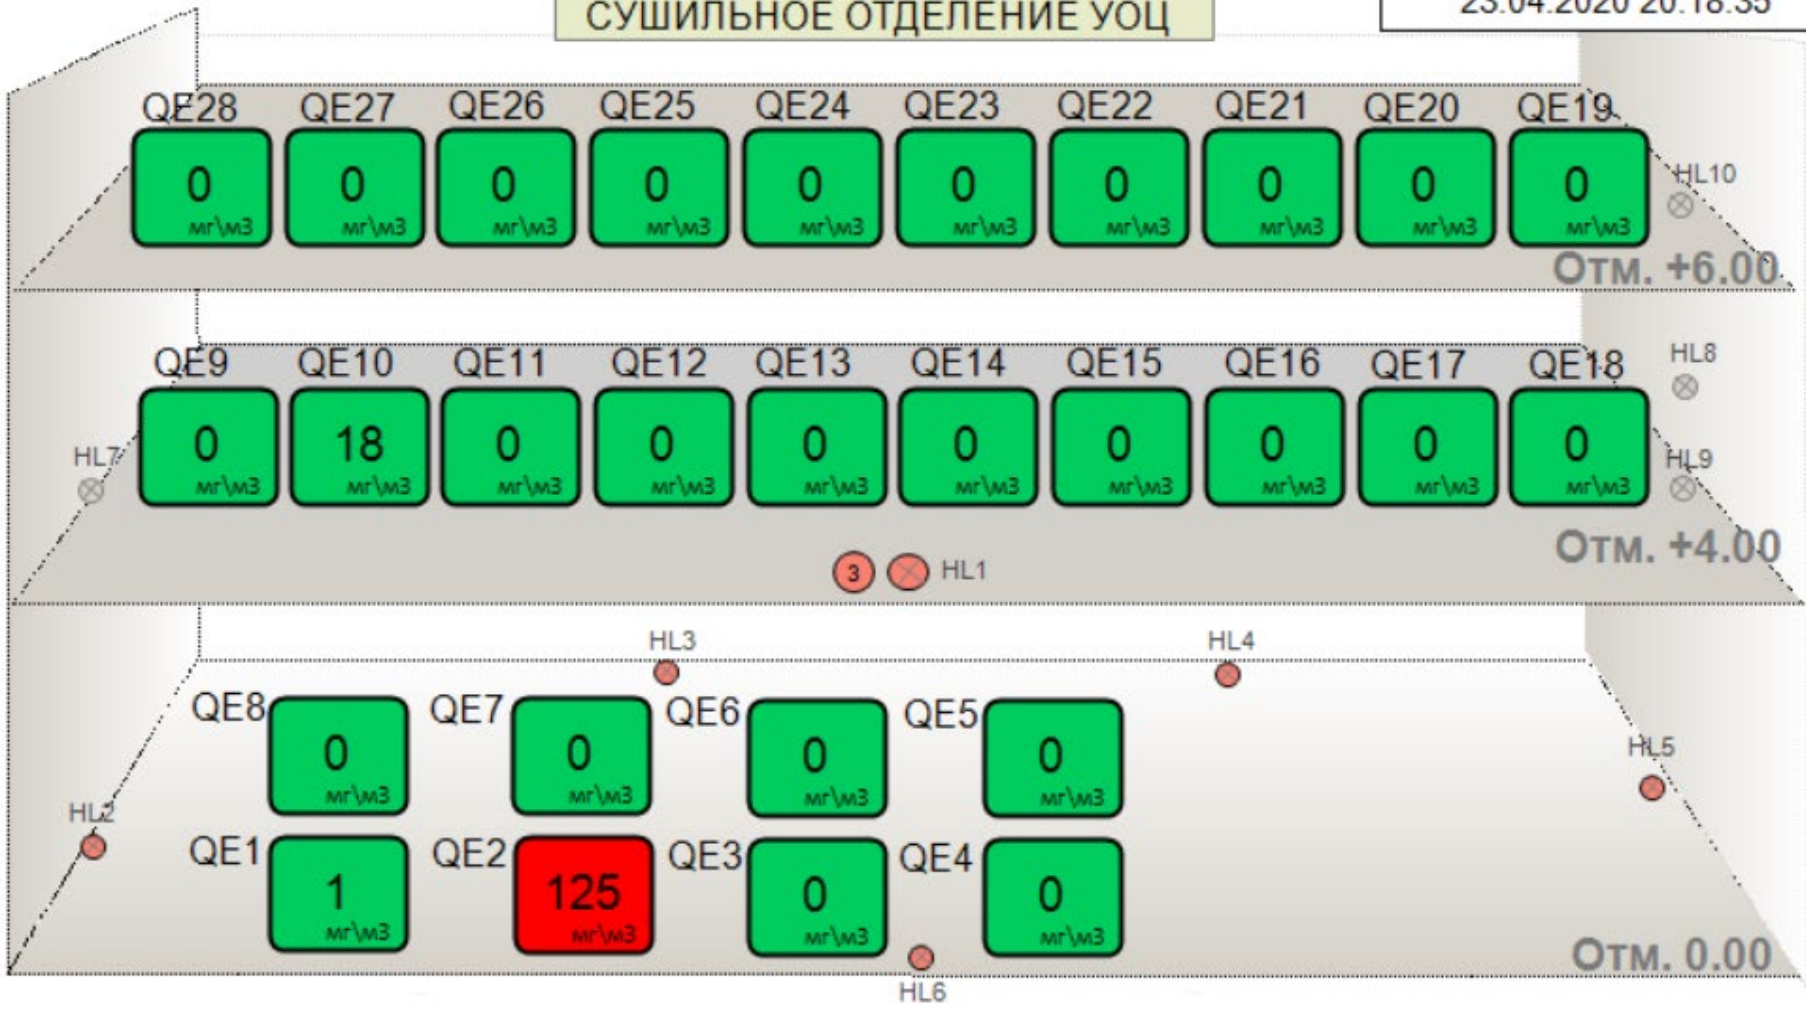 СУШИЛЬНОЕ ОТДЕЛЕНИЕ УОЦ
23.04.2020 20:18:35
QE28 QE27 QE26 QE25 QE24 QE23 QE22 QE21 QE20 QE19
0 0 0 0 0 0 0 0 0 0
мг\м3 мг\м3 мг\м3 мг\м3 мг\м3 мг\м3 мг\м3 мг\м3 мг\м3 мг\м3
HL10
Отм. +6.00
QE9 QE10 QE11 QE12 QE13 QE14 QE15 QE16 QE17 QE18
HL8
0 18 0 0 0 0 0 0 0 0
мг\м3 мг\м3 мг\м3 мг\м3 мг\м3 мг\м3 мг\м3 мг\м3 мг\м3 мг\м3
HL7
HL9
Отм. +4.00
3 HL1
HL3 HL4
QE8 QE7 QE6 QE5
0 0 0 0
мг\м3 мг\м3 мг\м3 мг\м3
HL5
HL2
QE1 QE2 QE3 QE4
1 125 0 0
мг\м3 мг\м3 мг\м3 мг\м3
Отм. 0.00
HL6